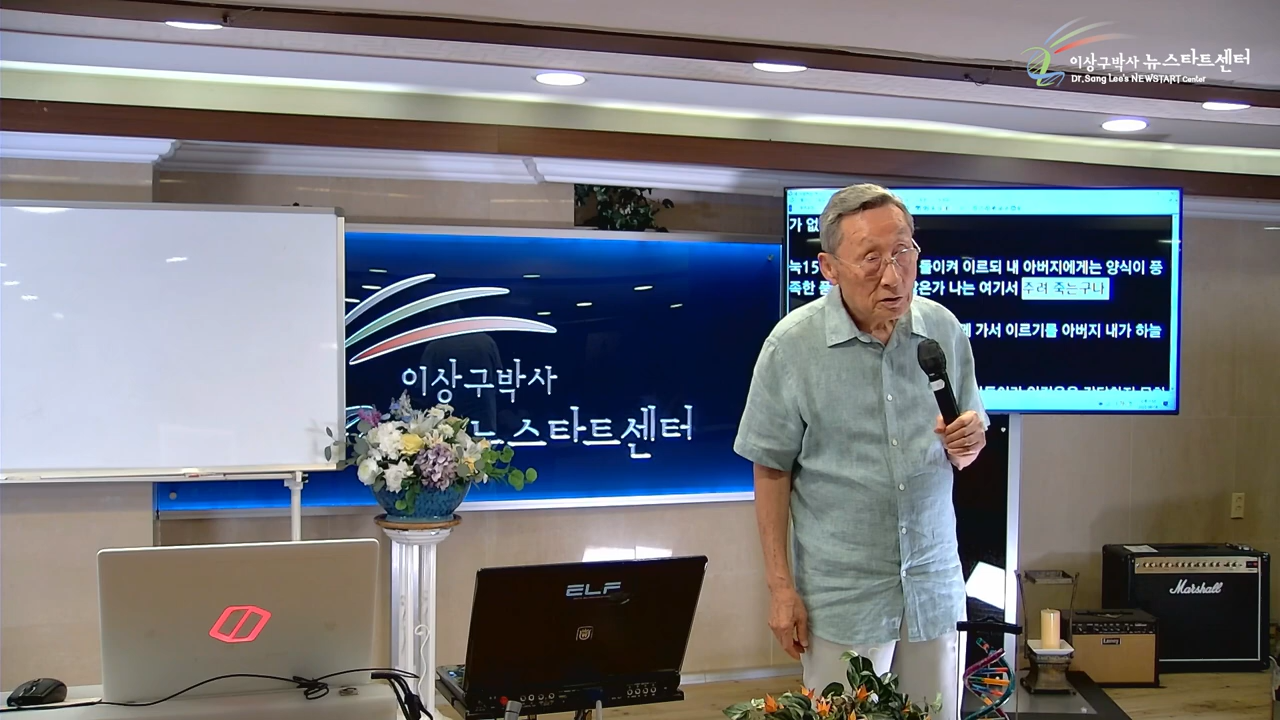 이상구박사 뉴스타트센터
Dr. Sang Lee's NEWSTART Center
가 없
눅15 돌이켜 이르되 내 아버지에게는 양식이 풍
족한 품 은가 나는 여기서 주려 죽는구나
가서 이르기를 아버지 내가 하늘
이상구박사
뉴스타트센터
ELF
Marshall
Laney